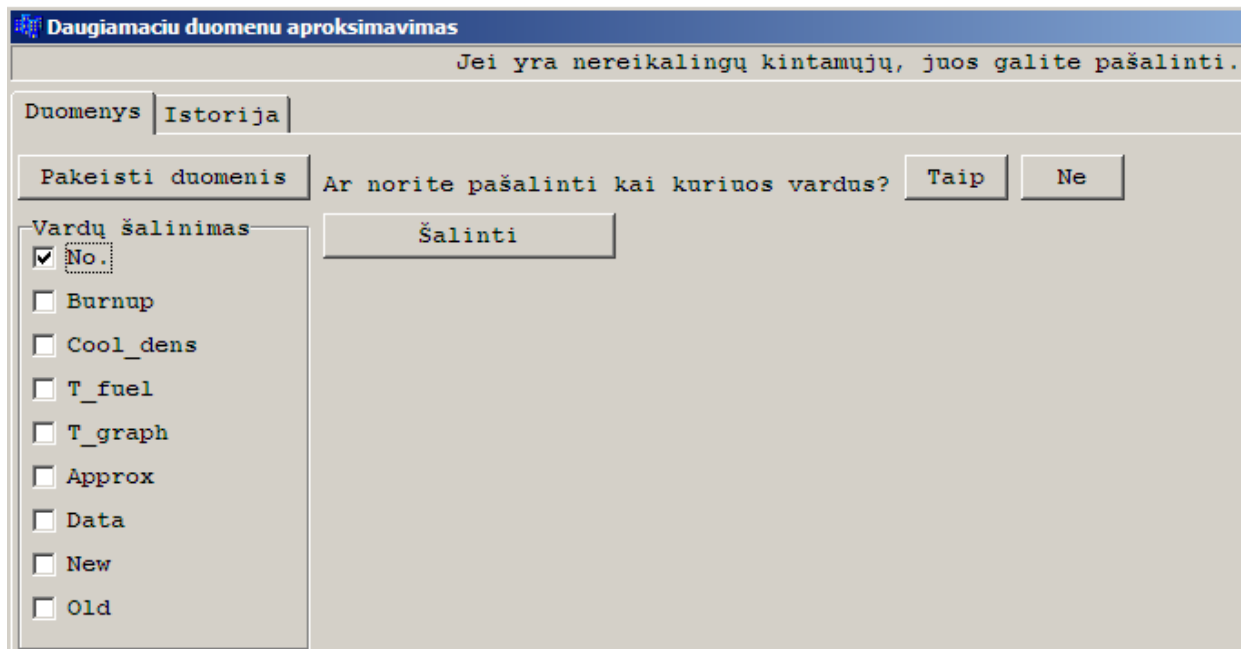 Daugiamaciu duomenu aproksimavimas
Jei yra nereikalingų kintamųjų, juos galite pašalinti.
Duomenys Istorija
Pakeisti duomenis Ar norite pašalinti kai kuriuos vardus? Taip Ne
Vardų šalinimas Šalinti
No.
Burnup
Cool_dens
T_fuel
T_graph
Approx
Data
New
Old